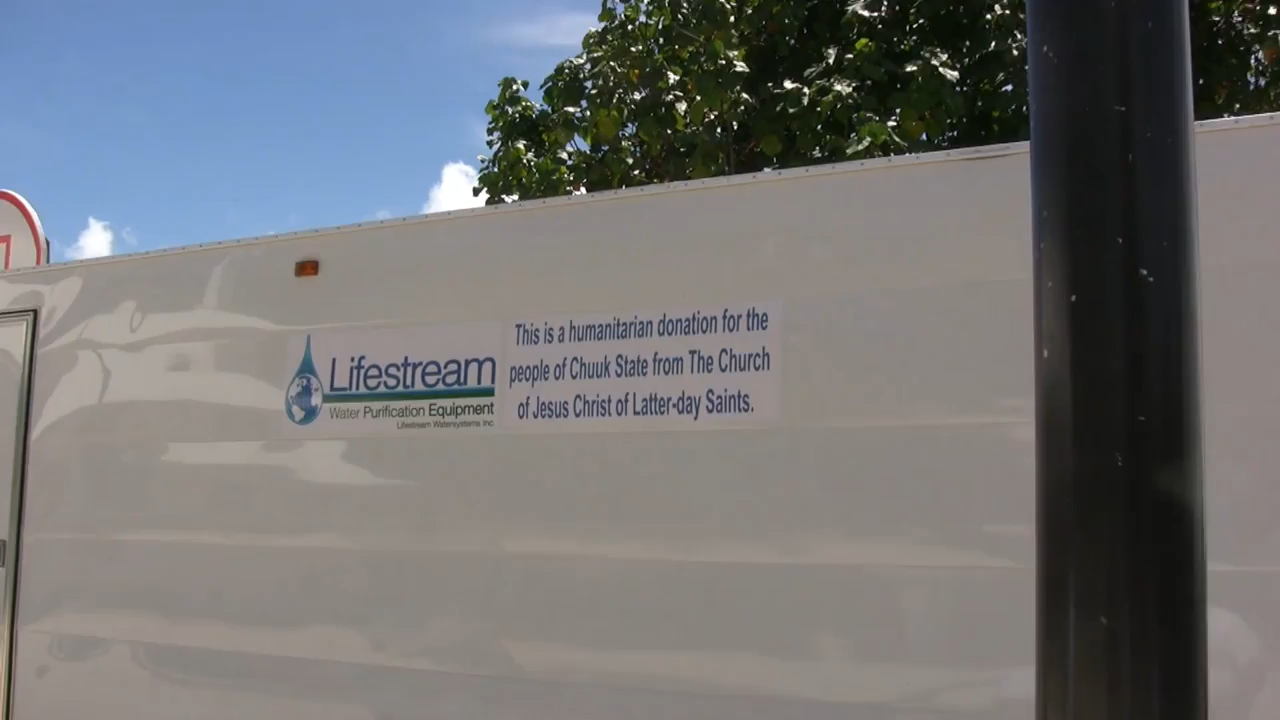 Lifestream
Water Purification Equipment
Lifestream Watersystems Inc
This is a humanitarian donation for the
people of Chuuk State from The Church
of Jesus Christ of Latter-day Saints.